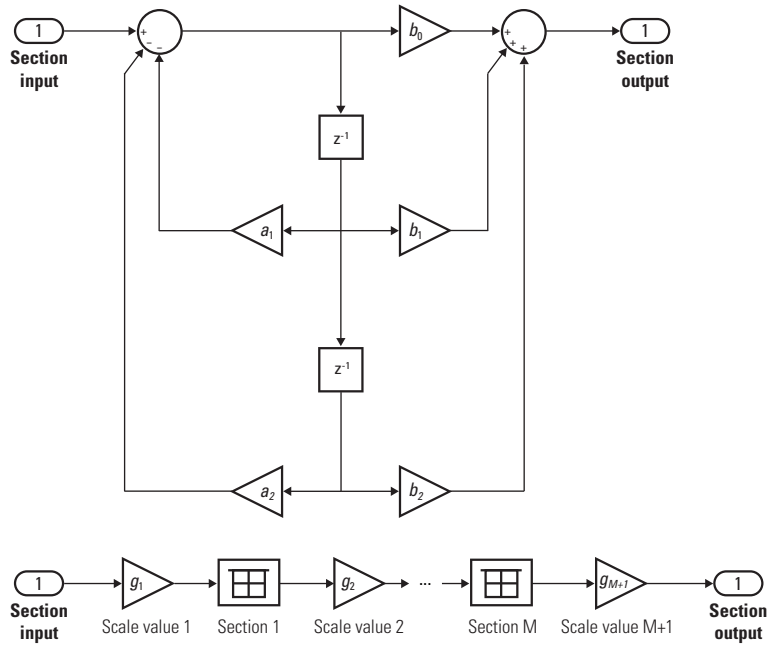 1
Section
input
+
−
−
b0
+
+
+
1
Section
output
z-1
a1
b1
z-1
a2
b2
1
Section
input
g1
Scale value 1
Section 1
g2
Scale value 2
...
Section M
gM+1
Scale value M+1
1
Section
output